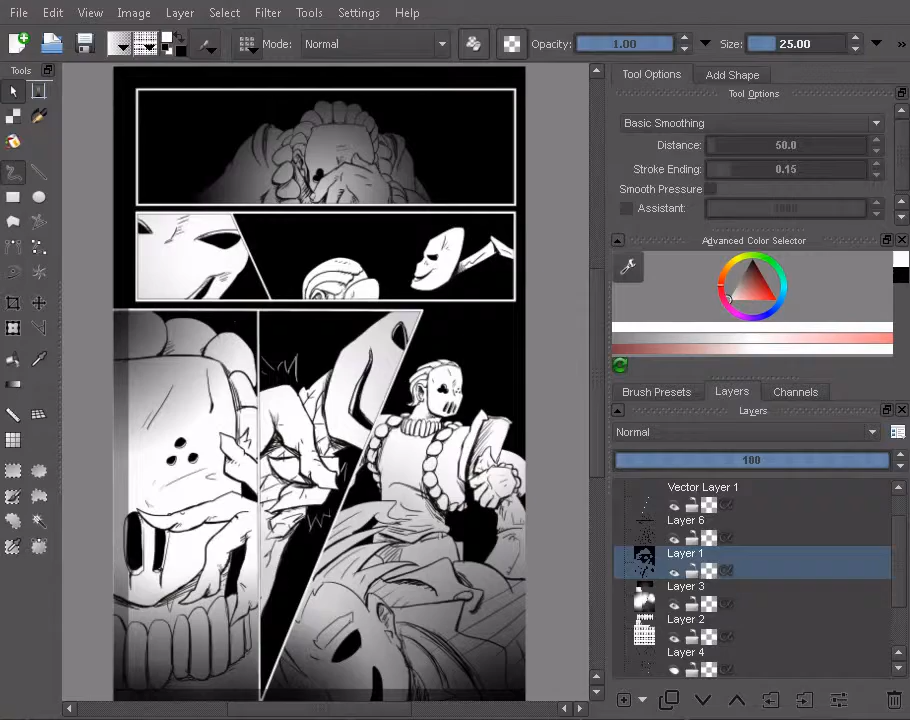 File Edit View Image Layer Select Filter Tools Settings Help
Mode: Normal Opacity: 1.00 Size: 25.00 »
Tools
Tool Options Add Shape
Tool Options
Basic Smoothing
Distance: 50.0
Stroke Ending: 0.15
Smooth Pressure
Assistant: 1000
Advanced Color Selector
Brush Presets Layers Channels
Layers
Normal
100
Vector Layer 1
Layer 6
Layer 1
Layer 3
Layer 2
Layer 4